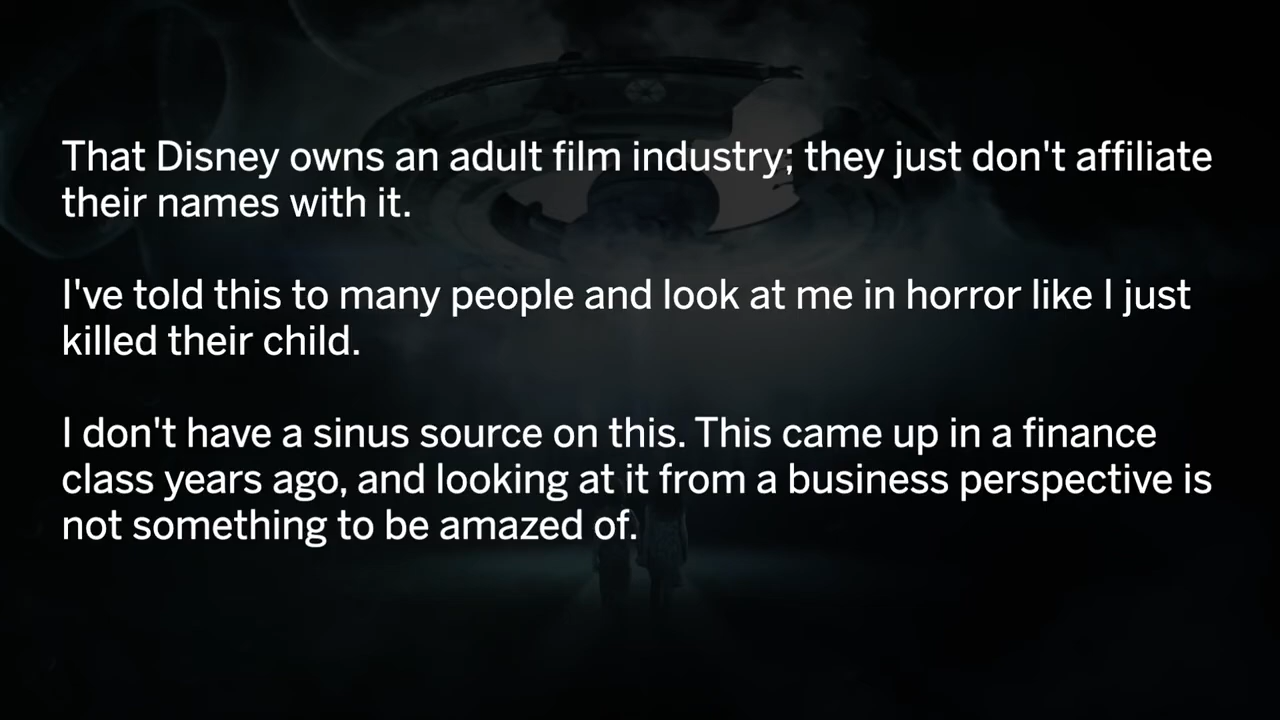 That Disney owns an adult film industry; they just don't affiliate
their names with it.
I've told this to many people and look at me in horror like I just
killed their child.
I don't have a sinus source on this. This came up in a finance
class years ago, and looking at it from a business perspective is
not something to be amazed of.